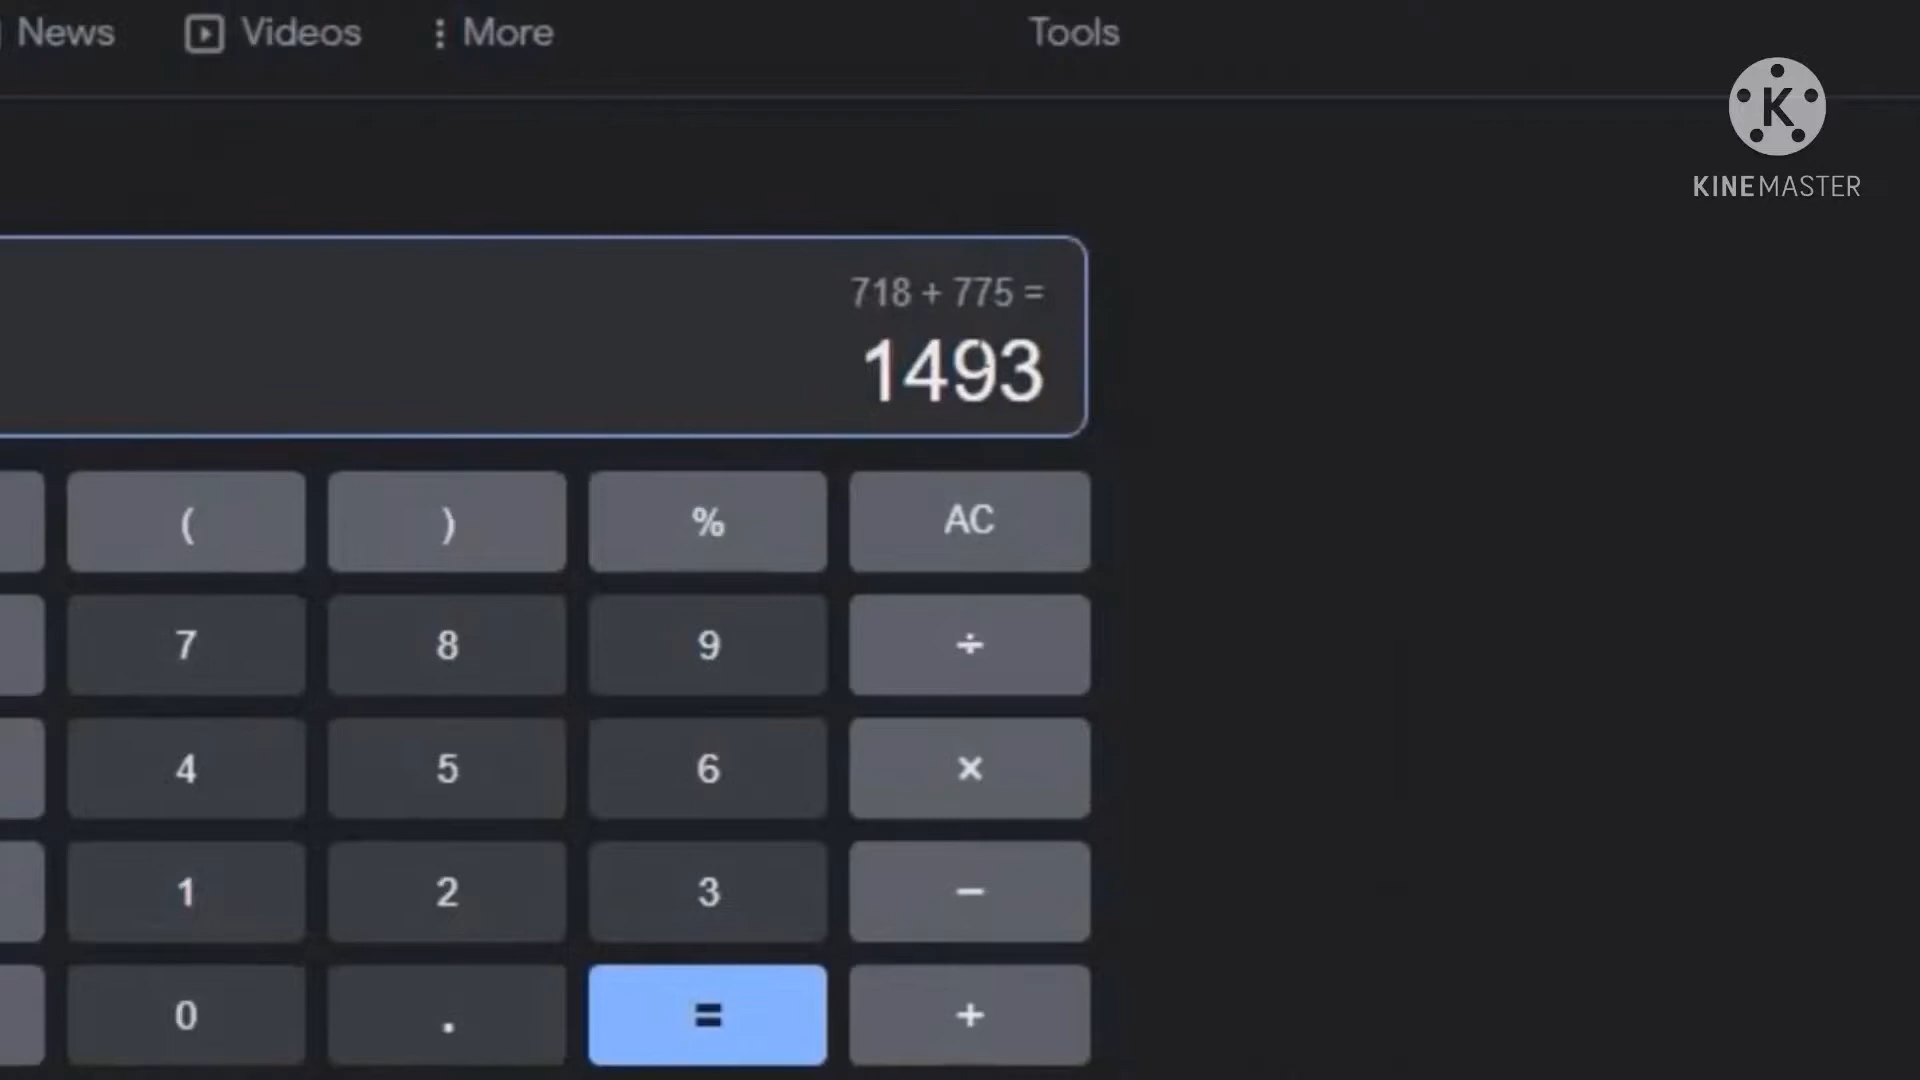 News Videos More Tools
K
KINEMASTER
718 + 775 =
1493
( ) % AC
7 8 9 ÷
4 5 6 ×
1 2 3 −
0 . = +